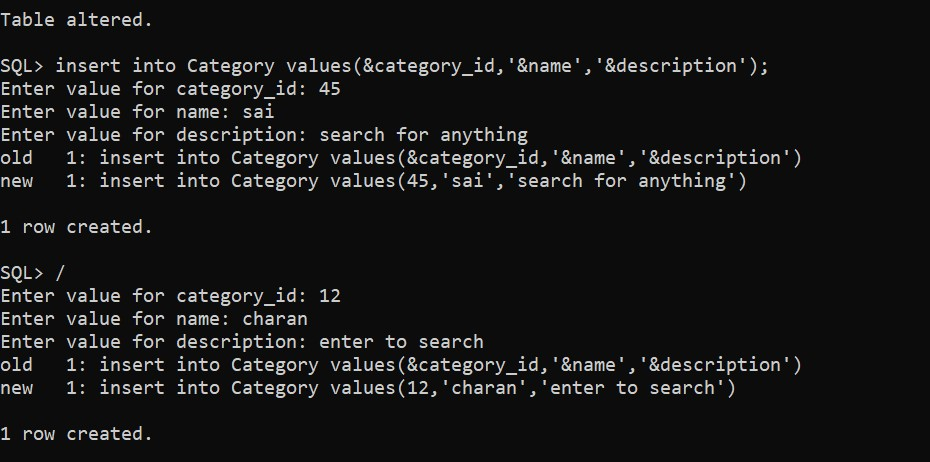 Table altered.
SQL> insert into Category values(&category_id,'&name','&description');
Enter value for category_id: 45
Enter value for name: sai
Enter value for description: search for anything
old   1: insert into Category values(&category_id,'&name','&description')
new   1: insert into Category values(45,'sai','search for anything')
1 row created.
SQL> /
Enter value for category_id: 12
Enter value for name: charan
Enter value for description: enter to search
old   1: insert into Category values(&category_id,'&name','&description')
new   1: insert into Category values(12,'charan','enter to search')
1 row created.